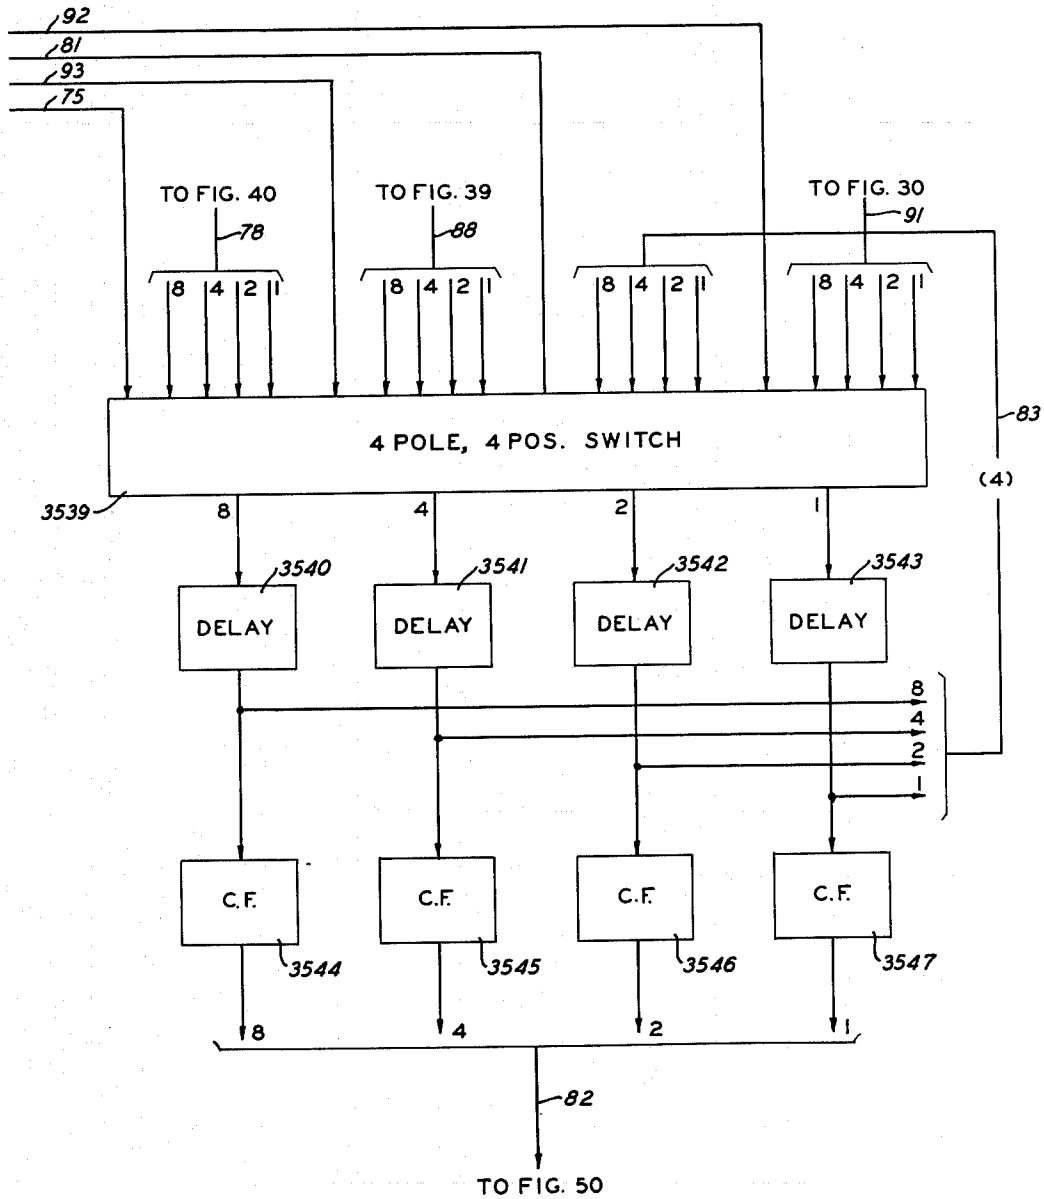 92
81
93
75
TO FIG. 40
TO FIG. 39
TO FIG. 30
78
88
91
8 4 2 1
8 4 2 1
8 4 2 1
8 4 2 1
4 POLE, 4 POS. SWITCH
83
(4)
3539
8
4
2
1
3540
3541
3542
3543
DELAY
DELAY
DELAY
DELAY
8
4
2
1
C.F.
C.F.
C.F.
C.F.
3544
3545
3546
3547
8
4
2
1
82
TO FIG. 50